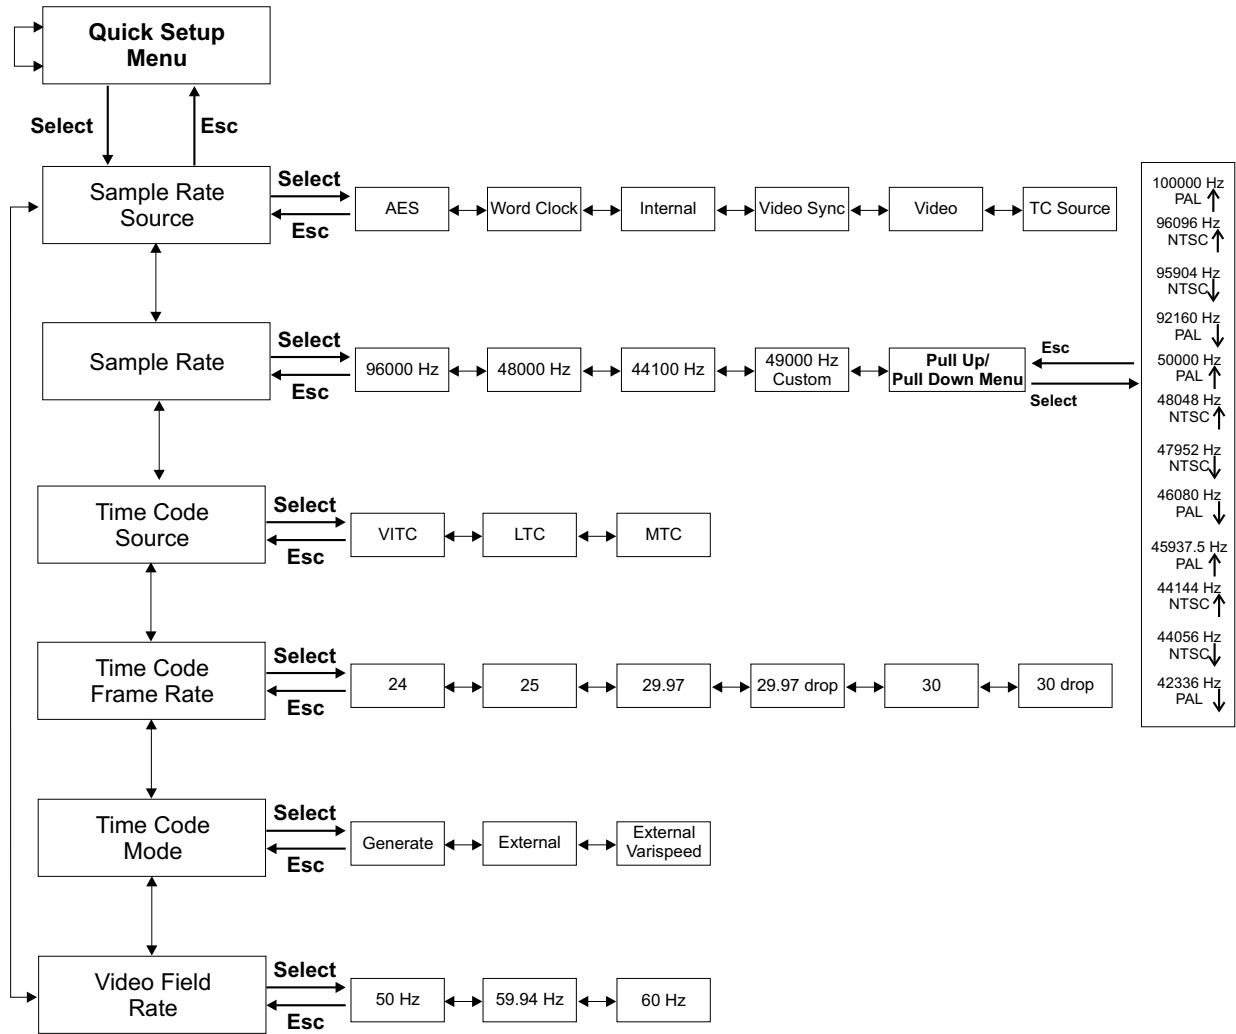 Quick Setup
Menu
Select
Esc
Sample Rate
Source
Select
Esc
AES
Word Clock
Internal
Video Sync
Video
TC Source
Sample Rate
Select
Esc
96000 Hz
48000 Hz
44100 Hz
49000 Hz
Custom
Pull Up/
Pull Down Menu
Esc
Select
100000 Hz
PAL
96096 Hz
NTSC
95904 Hz
NTSC
92160 Hz
PAL
50000 Hz
PAL
48048 Hz
NTSC
47952 Hz
NTSC
46080 Hz
PAL
45937.5 Hz
PAL
44144 Hz
NTSC
44056 Hz
NTSC
42336 Hz
PAL
Time Code
Source
Select
Esc
VITC
LTC
MTC
Time Code
Frame Rate
Select
Esc
24
25
29.97
29.97 drop
30
30 drop
Time Code
Mode
Select
Esc
Generate
External
External
Varispeed
Video Field
Rate
Select
Esc
50 Hz
59.94 Hz
60 Hz